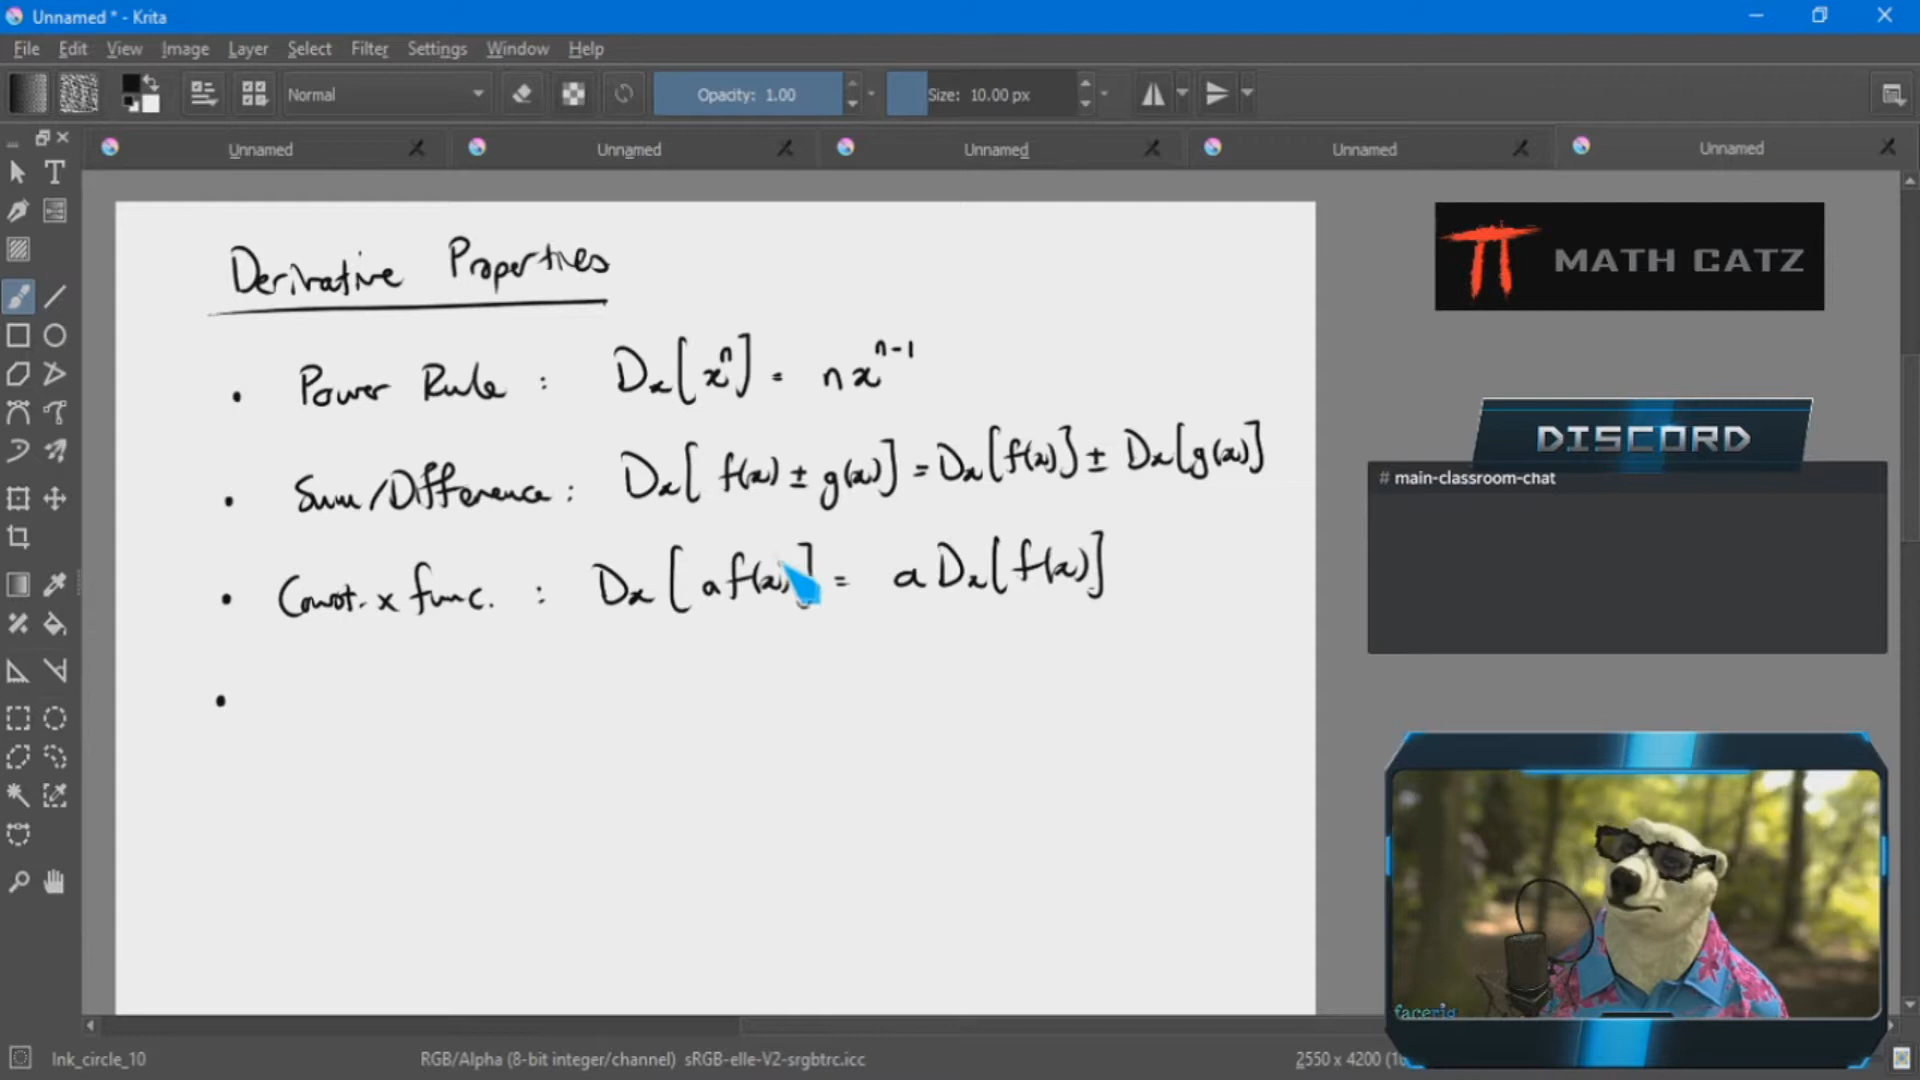 Unnamed * - Krita
File Edit View Image Layer Select Filter Settings Window Help
Normal Opacity: 1.00 Size: 10.00 px
Unnamed Unnamed Unnamed Unnamed Unnamed
Derivative Properties
• Power Rule : Dx[xⁿ] = nxⁿ⁻¹
• Sum/Difference : Dx[f(x) ± g(x)] = Dx[f(x)] ± Dx[g(x)]
• Const. x func. : Dx[af(x)] = aDx[f(x)]
•
MATH CATZ
DISCORD
# main-classroom-chat
facerig
Ink_circle_10 RGB/Alpha (8-bit integer/channel) sRGB-elle-V2-srgbtrc.icc 2550 x 4200